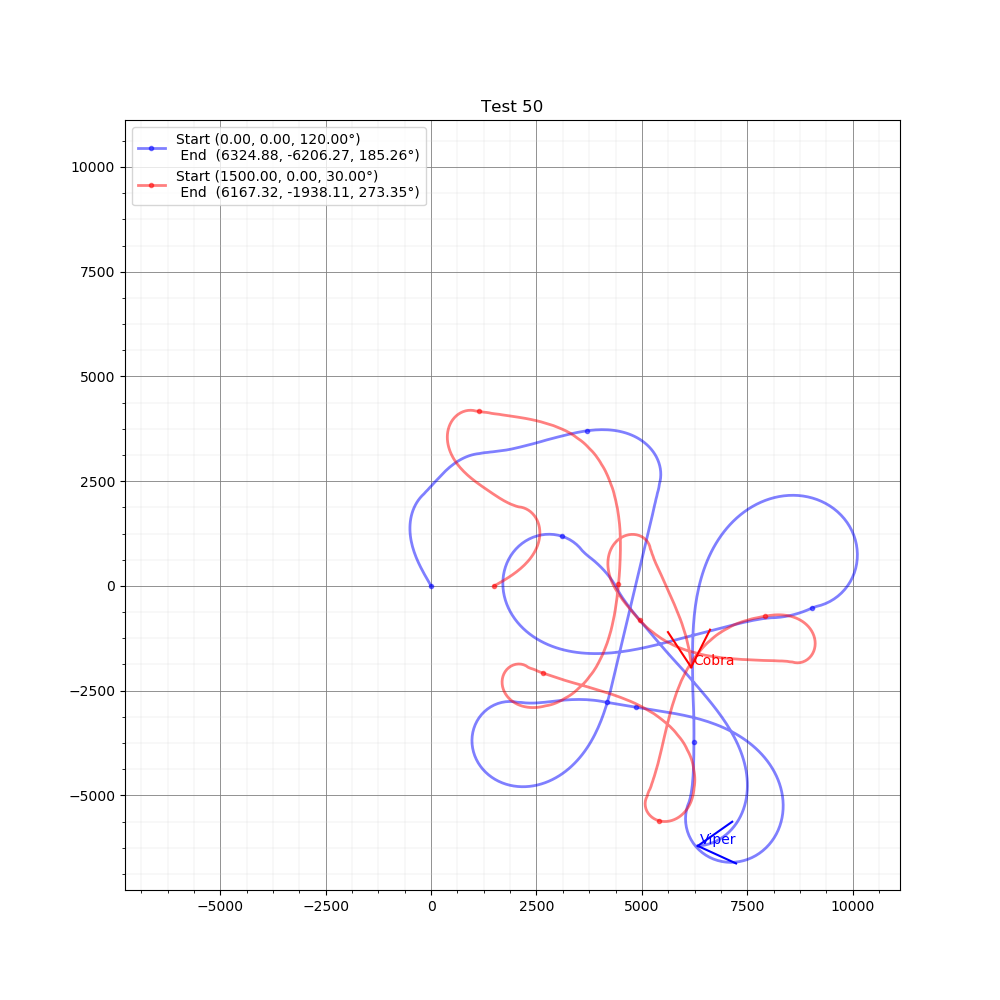 Test 50
Start (0.00, 0.00, 120.00°)
End (6324.88, -6206.27, 185.26°)
Start (1500.00, 0.00, 30.00°)
End (6167.32, -1938.11, 273.35°)
10000
7500
5000
2500
0
−2500
−5000
Cobra
Viper
−5000
−2500
0
2500
5000
7500
10000